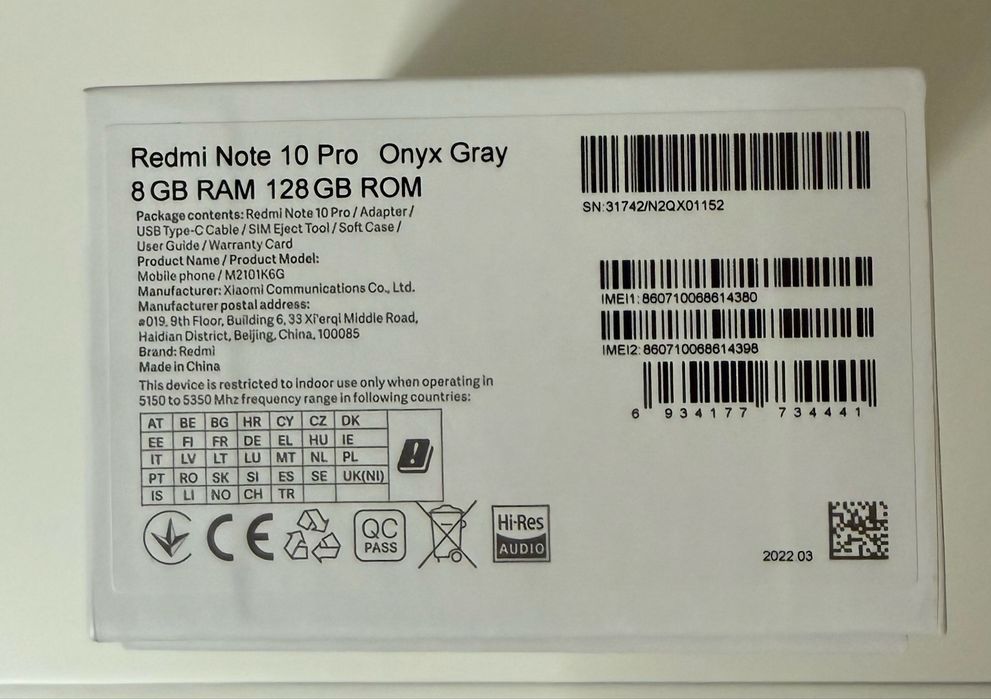 Redmi Note 10 Pro Onyx Gray
8 GB RAM 128 GB ROM
Package contents: Redmi Note 10 Pro / Adapter /
USB Type-C Cable / SIM Eject Tool / Soft Case /
User Guide / Warranty Card
Product Name / Product Model:
Mobile phone / M2101K6G
Manufacturer: Xiaomi Communications Co., Ltd.
Manufacturer postal address:
#019, 9th Floor, Building 6, 33 Xi'erqi Middle Road,
Haidian District, Beijing, China, 100085
Brand: Redmi
Made in China
This device is restricted to indoor use only when operating in
5150 to 5350 Mhz frequency range in following countries:
AT BE BG HR CY CZ DK
EE FI FR DE EL HU IE
IT LV LT LU MT NL PL
PT RO SK SI ES SE UK(NI)
IS LI NO CH TR
CE
QC
PASS
Hi-Res
AUDIO
SN:31742/N2QX01152
IMEI1: 860710068614380
IMEI2: 860710068614398
6 934177 734441
2022.03